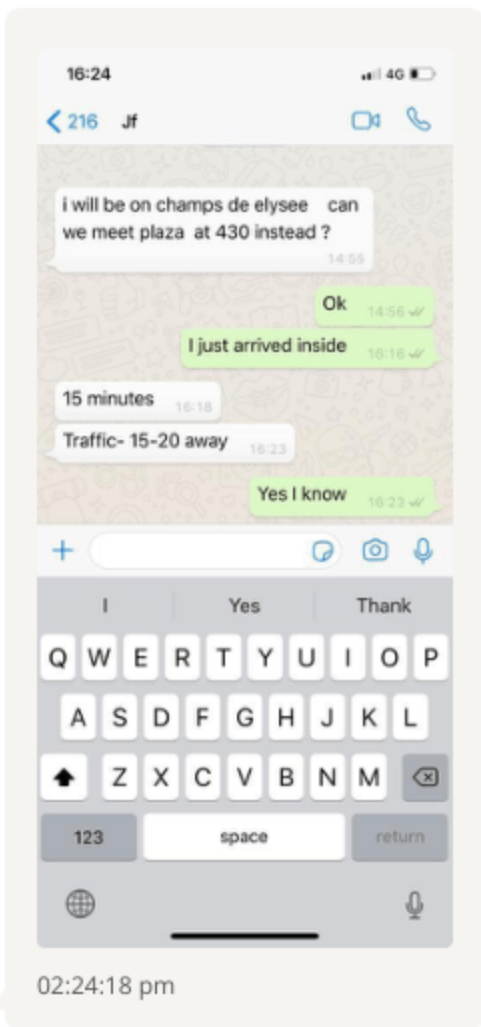 16:24
4G
216 Jf
i will be on champs de elysee can
we meet plaza at 430 instead ?
14:55
Ok 14:56
I just arrived inside 16:16
15 minutes 16:18
Traffic- 15-20 away 16:23
Yes I know 16:23
I Yes Thank
Q W E R T Y U I O P
A S D F G H J K L
Z X C V B N M
123 space return
02:24:18 pm